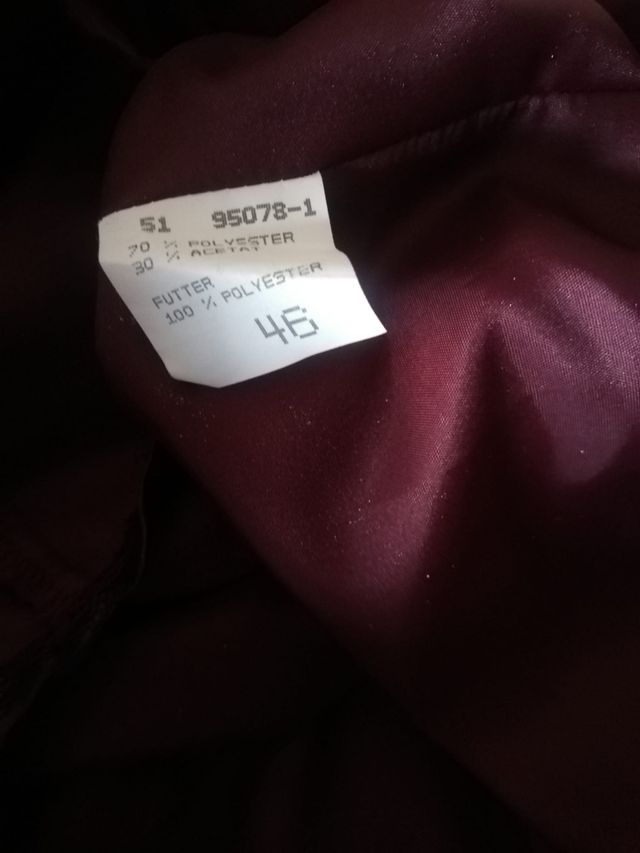 51 95078-1
70 % POLYESTER
30 % ACETAT
FUTTER
100 % POLYESTER
46